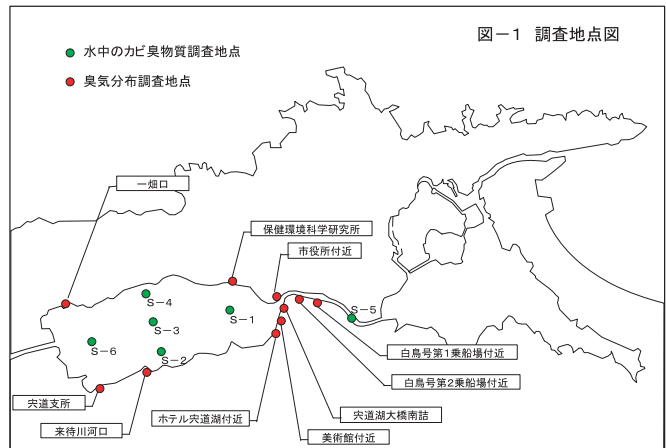 図－1 調査地点図
水中のカビ臭物質調査地点
臭気分布調査地点
一畑口
保健環境科学研究所
市役所付近
S－4
S－5
S－1
S－3
S－6
S－2
白鳥号第1乗船場付近
白鳥号第2乗船場付近
宍道支所
来待川河口
ホテル宍道湖付近
宍道湖大橋南詰
美術館付近